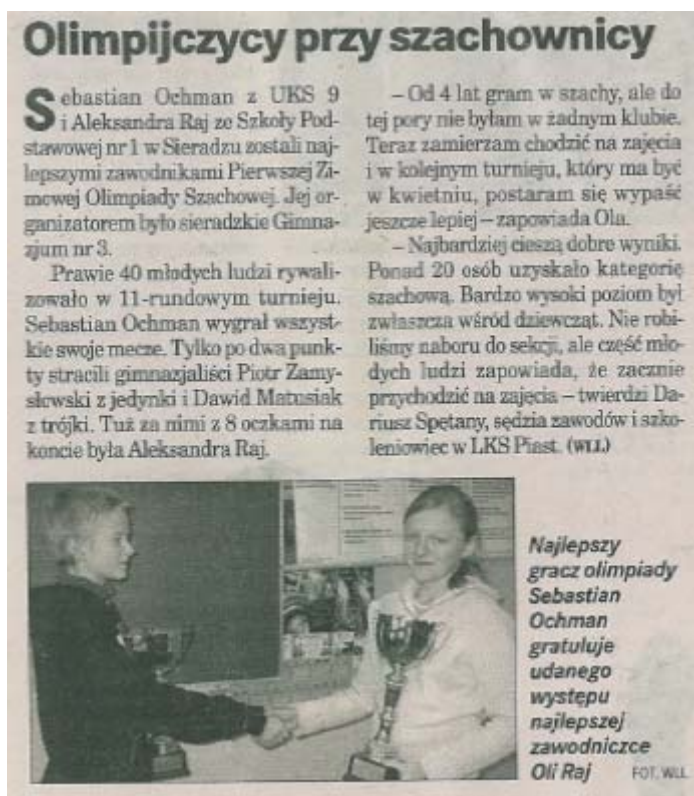 Olimpijczycy przy szachownicy
Sebastian Ochman z UKS 9
i Aleksandra Raj ze Szkoły Pod-
stawowej nr 1 w Sieradzu zostali naj-
lepszymi zawodnikami Pierwszej Zi-
mowej Olimpiady Szachowej. Jej or-
ganizatorem było sieradzkie Gimna-
zjum nr 3.
Prawie 40 młodych ludzi rywali-
zowało w 11-rundowym turnieju.
Sebastian Ochman wygrał wszyst-
kie swoje mecze. Tylko po dwa punk-
ty stracili gimnazjaliści Piotr Zamy-
słowski z jedynki i Dawid Matusiak
z trójki. Tuż za nimi z 8 oczkami na
koncie była Aleksandra Raj.
– Od 4 lat gram w szachy, ale do
tej pory nie byłam w żadnym klubie.
Teraz zamierzam chodzić na zajęcia
i w kolejnym turnieju, który ma być
w kwietniu, postaram się wypaść
jeszcze lepiej – zapowiada Ola.
– Najbardziej cieszą dobre wyniki.
Ponad 20 osób uzyskało kategorię
szachową. Bardzo wysoki poziom był
zwłaszcza wśród dziewcząt. Nie robi-
liśmy naboru do sekcji, ale część mło-
dych ludzi zapowiada, że zacznie
przychodzić na zajęcia – twierdzi Da-
riusz Spętany, sędzia zawodów i szko-
leniowiec w LKS Piast. (WLL)
Najlepszy
gracz olimpiady
Sebastian
Ochman
gratuluje
udanego
występu
najlepszej
zawodniczce
Oli Raj FOT. WLL